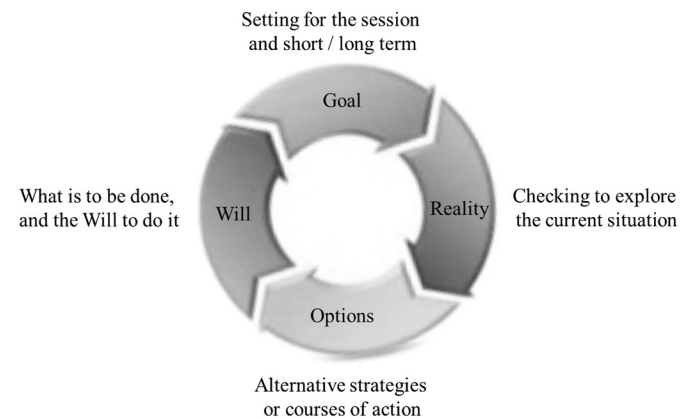 Setting for the session
and short / long term
Goal
What is to be done,
and the Will to do it
Will
Reality
Checking to explore
the current situation
Options
Alternative strategies
or courses of action